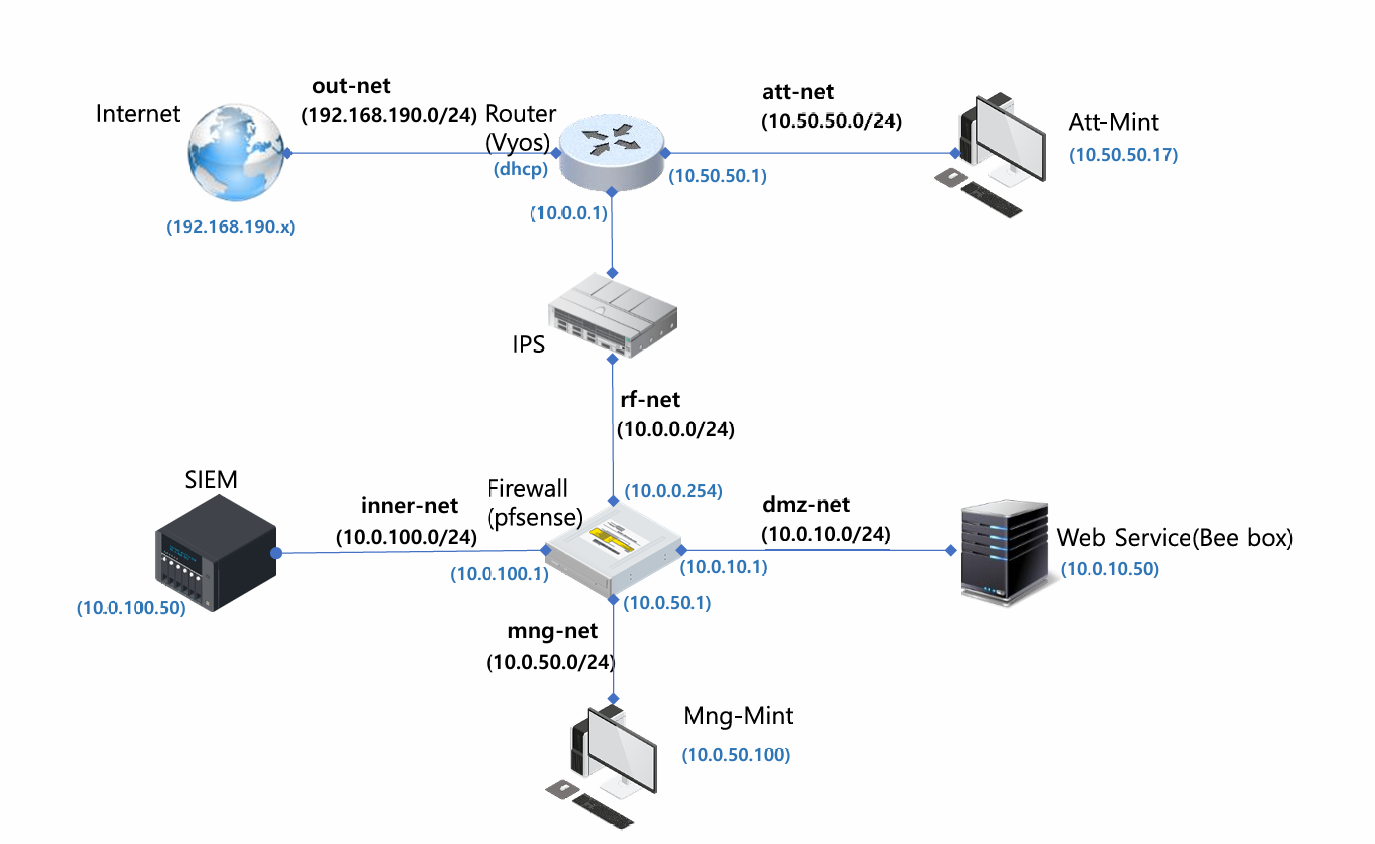 out-net
(192.168.190.0/24)
Internet
(192.168.190.x)
Router
(Vyos)
(dhcp)
(10.50.50.1)
(10.0.0.1)
att-net
(10.50.50.0/24)
Att-Mint
(10.50.50.17)
IPS
rf-net
(10.0.0.0/24)
SIEM
(10.0.100.50)
inner-net
(10.0.100.0/24)
(10.0.100.1)
Firewall
(pfsense)
(10.0.0.254)
(10.0.10.1)
(10.0.50.1)
dmz-net
(10.0.10.0/24)
Web Service(Bee box)
(10.0.10.50)
mng-net
(10.0.50.0/24)
Mng-Mint
(10.0.50.100)